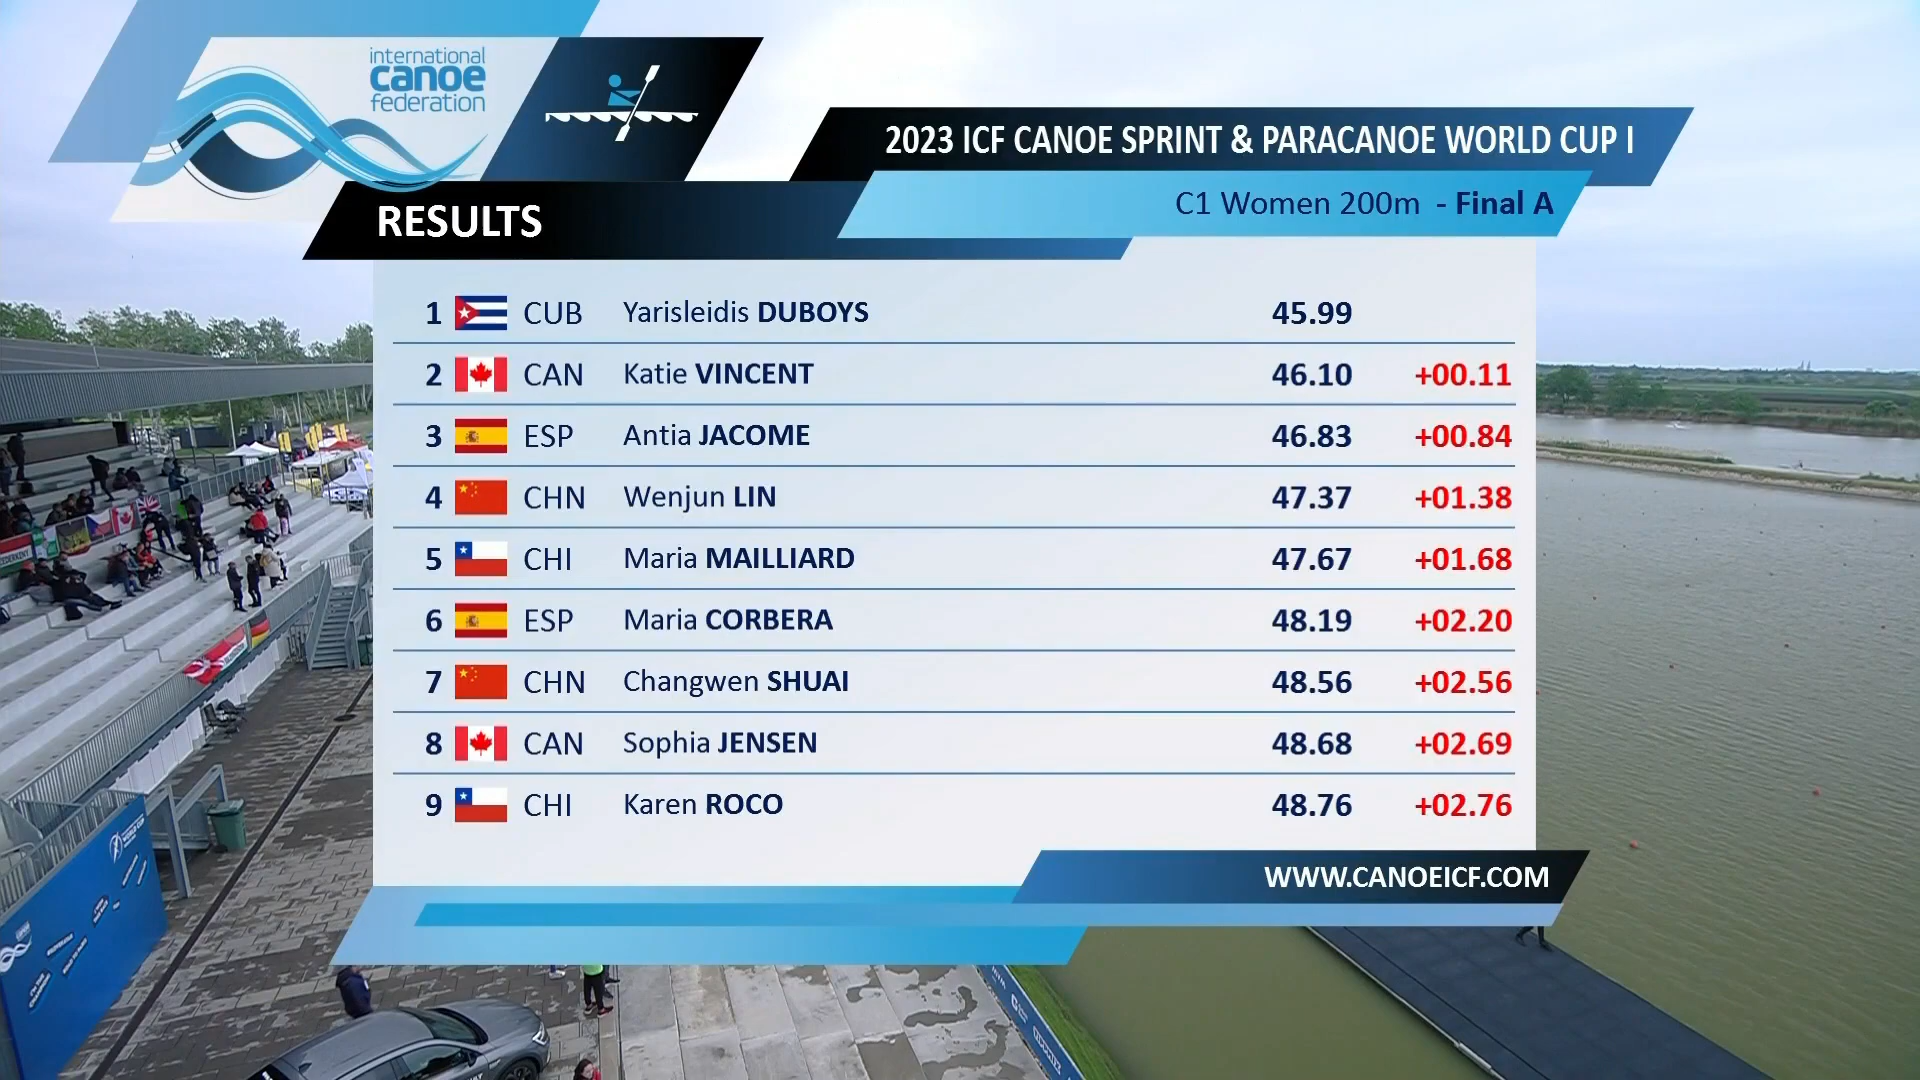 international
canoe
federation
2023 ICF CANOE SPRINT & PARACANOE WORLD CUP I
C1 Women 200m - Final A
RESULTS
1 CUB Yarisleidis DUBOYS 45.99
2 CAN Katie VINCENT 46.10 +00.11
3 ESP Antia JACOME 46.83 +00.84
4 CHN Wenjun LIN 47.37 +01.38
5 CHI Maria MAILLIARD 47.67 +01.68
6 ESP Maria CORBERA 48.19 +02.20
7 CHN Changwen SHUAI 48.56 +02.56
8 CAN Sophia JENSEN 48.68 +02.69
9 CHI Karen ROCO 48.76 +02.76
WWW.CANOEICF.COM